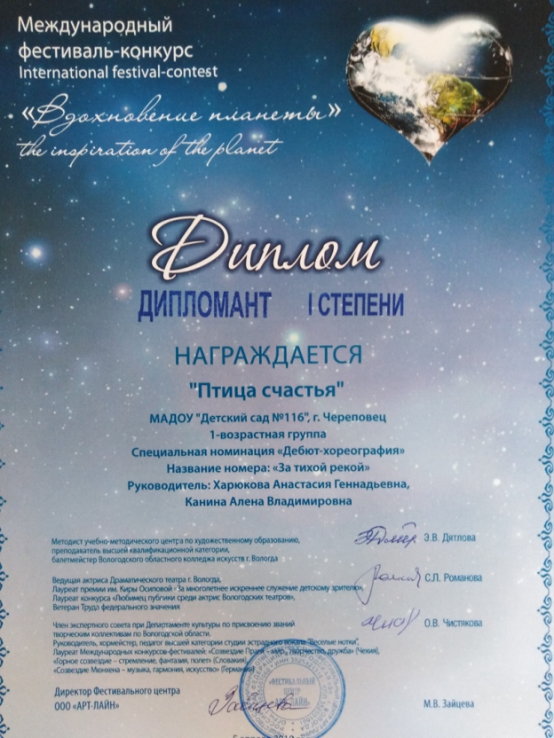 Международный
фестиваль-конкурс
International festival-contest
«Вдохновение планеты»
the inspiration of the planet
Диплом
ДИПЛОМАНТ I СТЕПЕНИ
НАГРАЖДАЕТСЯ
"Птица счастья"
МАДОУ "Детский сад №116", г. Череповец
1-возрастная группа
Специальная номинация «Дебют-хореография»
Название номера: «За тихой рекой»
Руководитель: Харюкова Анастасия Геннадьевна,
Канина Алена Владимировна
Методист учебно-методического центра по художественному образованию,
преподаватель высшей квалификационной категории,
балетмейстер Вологодского областного колледжа искусств г. Вологда
Э.В. Дятлова
Ведущая актриса Драматического театра г. Вологда,
Лауреат премии им. Киры Осиповой - За многолетнее искреннее служение детскому зрителю»,
Лауреат конкурса «Любимец публики среди актрис Вологодских театров»,
Ветеран Труда федерального значения
С.Л. Романова
Член экспертного совета при Департаменте культуры по присвоению званий
творческим коллективам по Вологодской области.
Руководитель, хормейстер, педагог высшей категории студии эстрадного вокала "Веселые нотки",
Лауреат Международных конкурсов-фестивалей: «Созвездие Праги - мир, творчество, дружба» (Чехия),
«Горное созвездие - стремление, фантазия, полет» (Словакия),
«Созвездие Мюнхена – музыка, гармония, искусство» (Германия)
О.В. Чистякова
Директор Фестивального центра
ООО «АРТ-ЛАЙН»
М.В. Зайцева
«ФЕСТИВАЛЬНЫЙ
ЦЕНТР